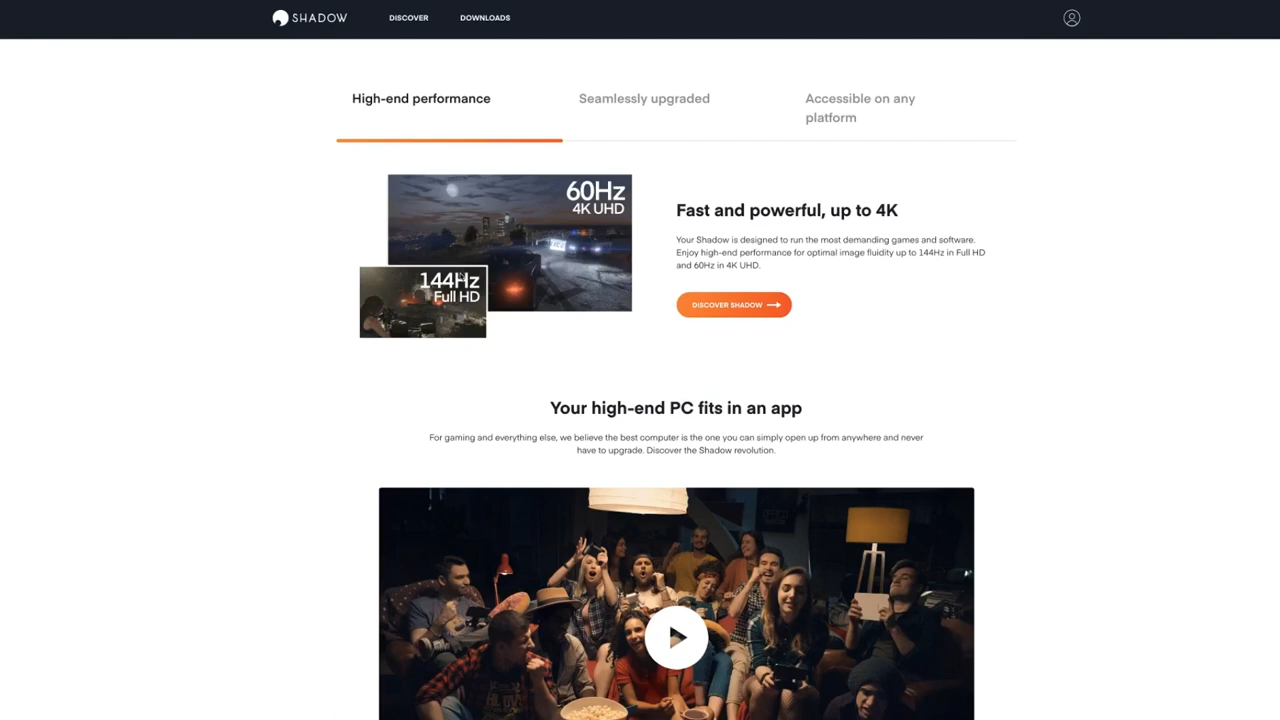 SHADOW
DISCOVER
DOWNLOADS
High-end performance
Seamlessly upgraded
Accessible on any
platform
60Hz
4K UHD
144Hz
Full HD
Fast and powerful, up to 4K
Your Shadow is designed to run the most demanding games and software.
Enjoy high-end performance for optimal image fluidity up to 144Hz in Full HD
and 60Hz in 4K UHD.
DISCOVER SHADOW
Your high-end PC fits in an app
For gaming and everything else, we believe the best computer is the one you can simply open up from anywhere and never
have to upgrade. Discover the Shadow revolution.